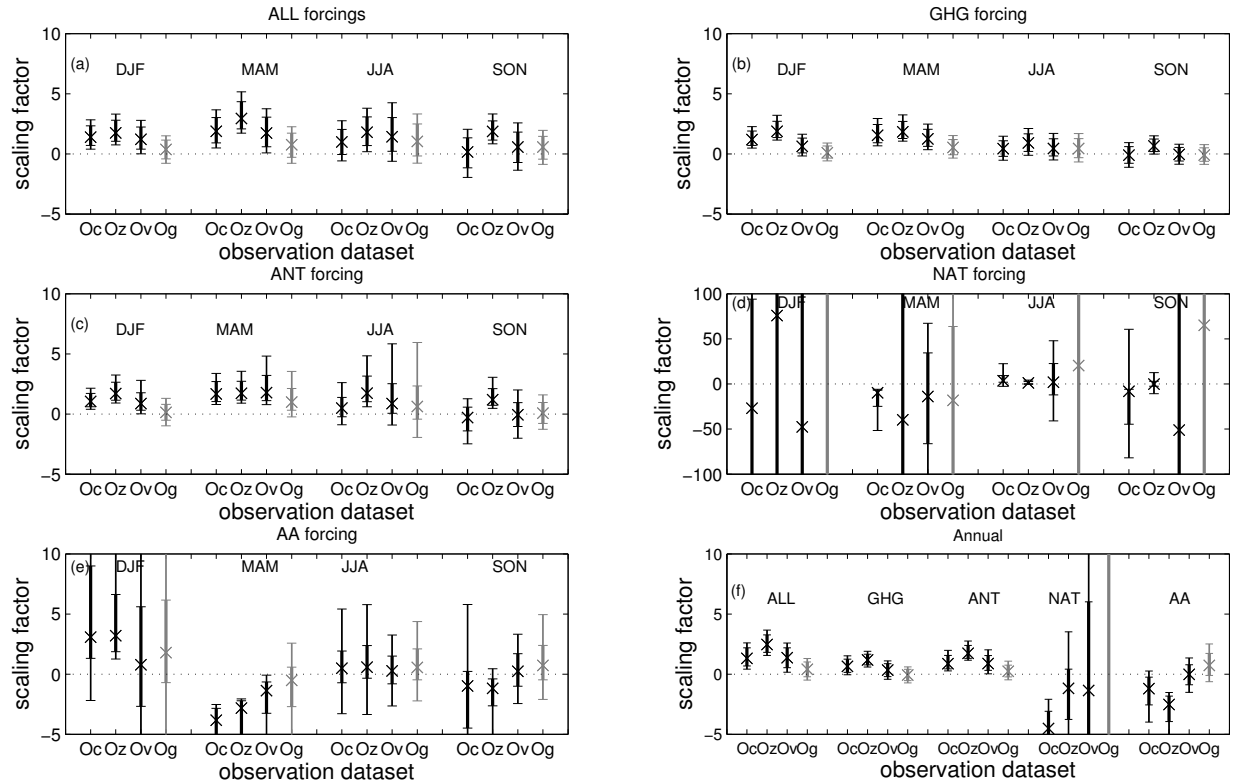 ALL forcings
10
5
0
−5
scaling factor
(a)
DJF MAM JJA SON
Oc Oz Ov Og Oc Oz Ov Og Oc Oz Ov Og Oc Oz Ov Og
observation dataset
GHG forcing
10
5
0
−5
scaling factor
(b)
DJF MAM JJA SON
Oc Oz Ov Og Oc Oz Ov Og Oc Oz Ov Og Oc Oz Ov Og
observation dataset
ANT forcing
10
5
0
−5
scaling factor
(c)
DJF MAM JJA SON
Oc Oz Ov Og Oc Oz Ov Og Oc Oz Ov Og Oc Oz Ov Og
observation dataset
NAT forcing
100
50
0
−50
−100
scaling factor
(d)
DJF MAM JJA SON
Oc Oz Ov Og Oc Oz Ov Og Oc Oz Ov Og Oc Oz Ov Og
observation dataset
AA forcing
10
5
0
−5
scaling factor
(e)
DJF MAM JJA SON
Oc Oz Ov Og Oc Oz Ov Og Oc Oz Ov Og Oc Oz Ov Og
observation dataset
Annual
10
5
0
−5
scaling factor
(f)
ALL GHG ANT NAT AA
OcOzOvOg OcOzOvOg OcOzOvOg OcOzOvOg OcOzOvOg
observation dataset